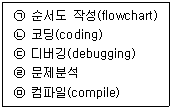 ㉠ 순서도 작성(flowchart)
㉡ 코딩(coding)
㉢ 디버깅(debugging)
㉣ 문제분석
㉤ 컴파일(compile)